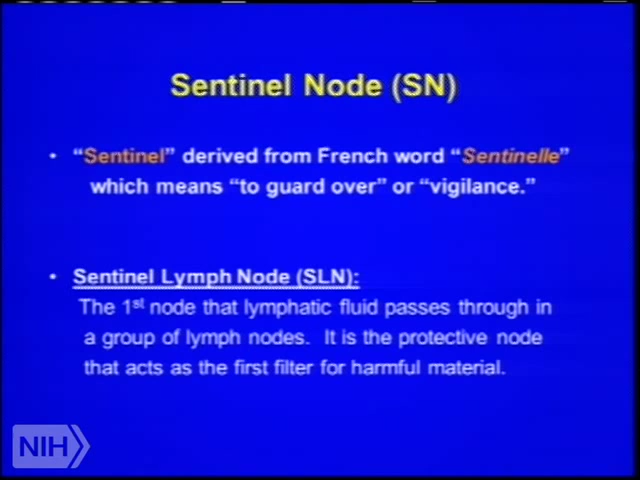 Sentinel Node (SN)
• “Sentinel” derived from French word “Sentinelle”
which means “to guard over” or “vigilance.”
• Sentinel Lymph Node (SLN):
The 1st node that lymphatic fluid passes through in
a group of lymph nodes. It is the protective node
that acts as the first filter for harmful material.
NIH